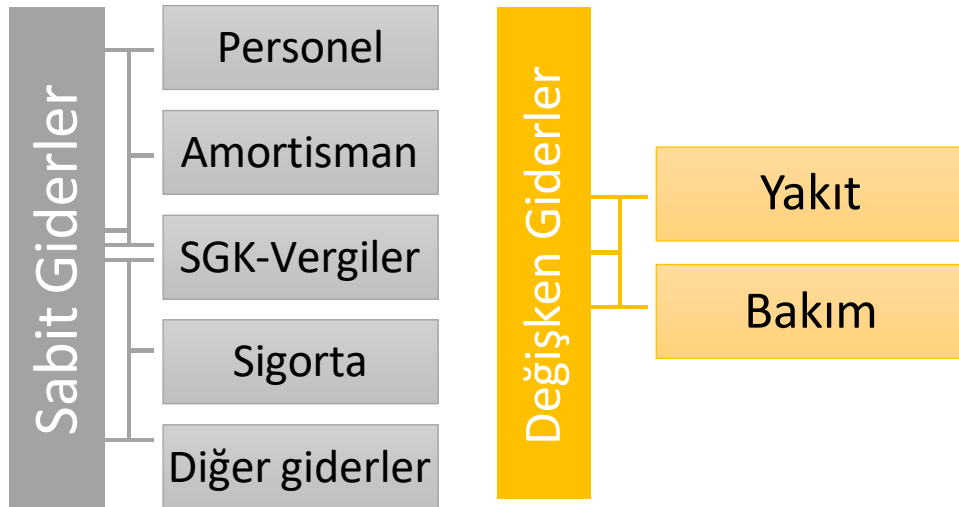 Sabit Giderler
Personel
Amortisman
SGK-Vergiler
Sigorta
Diğer giderler
Değişken Giderler
Yakıt
Bakım